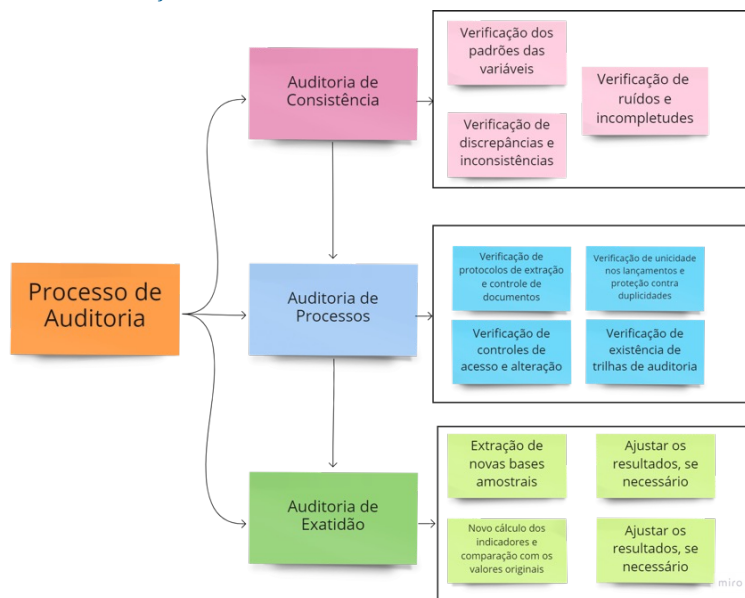 Auditoria de
Consistência
Verificação dos
padrões das
variáveis
Verificação de
ruídos e
incompletudes
Verificação de
discrepâncias e
inconsistências
Processo de
Auditoria
Auditoria de
Processos
Verificação de
protocolos de extração
e controle de
documentos
Verificação de unicidade
nos lançamentos e
proteção contra
duplicidades
Verificação de
controles de
acesso e alteração
Verificação de
existência de
trilhas de auditoria
Auditoria de
Exatidão
Extração de
novas bases
amostrais
Ajustar os
resultados, se
necessário
Novo cálculo dos
indicadores e
comparação com os
valores originais
Ajustar os
resultados, se
necessário
miro